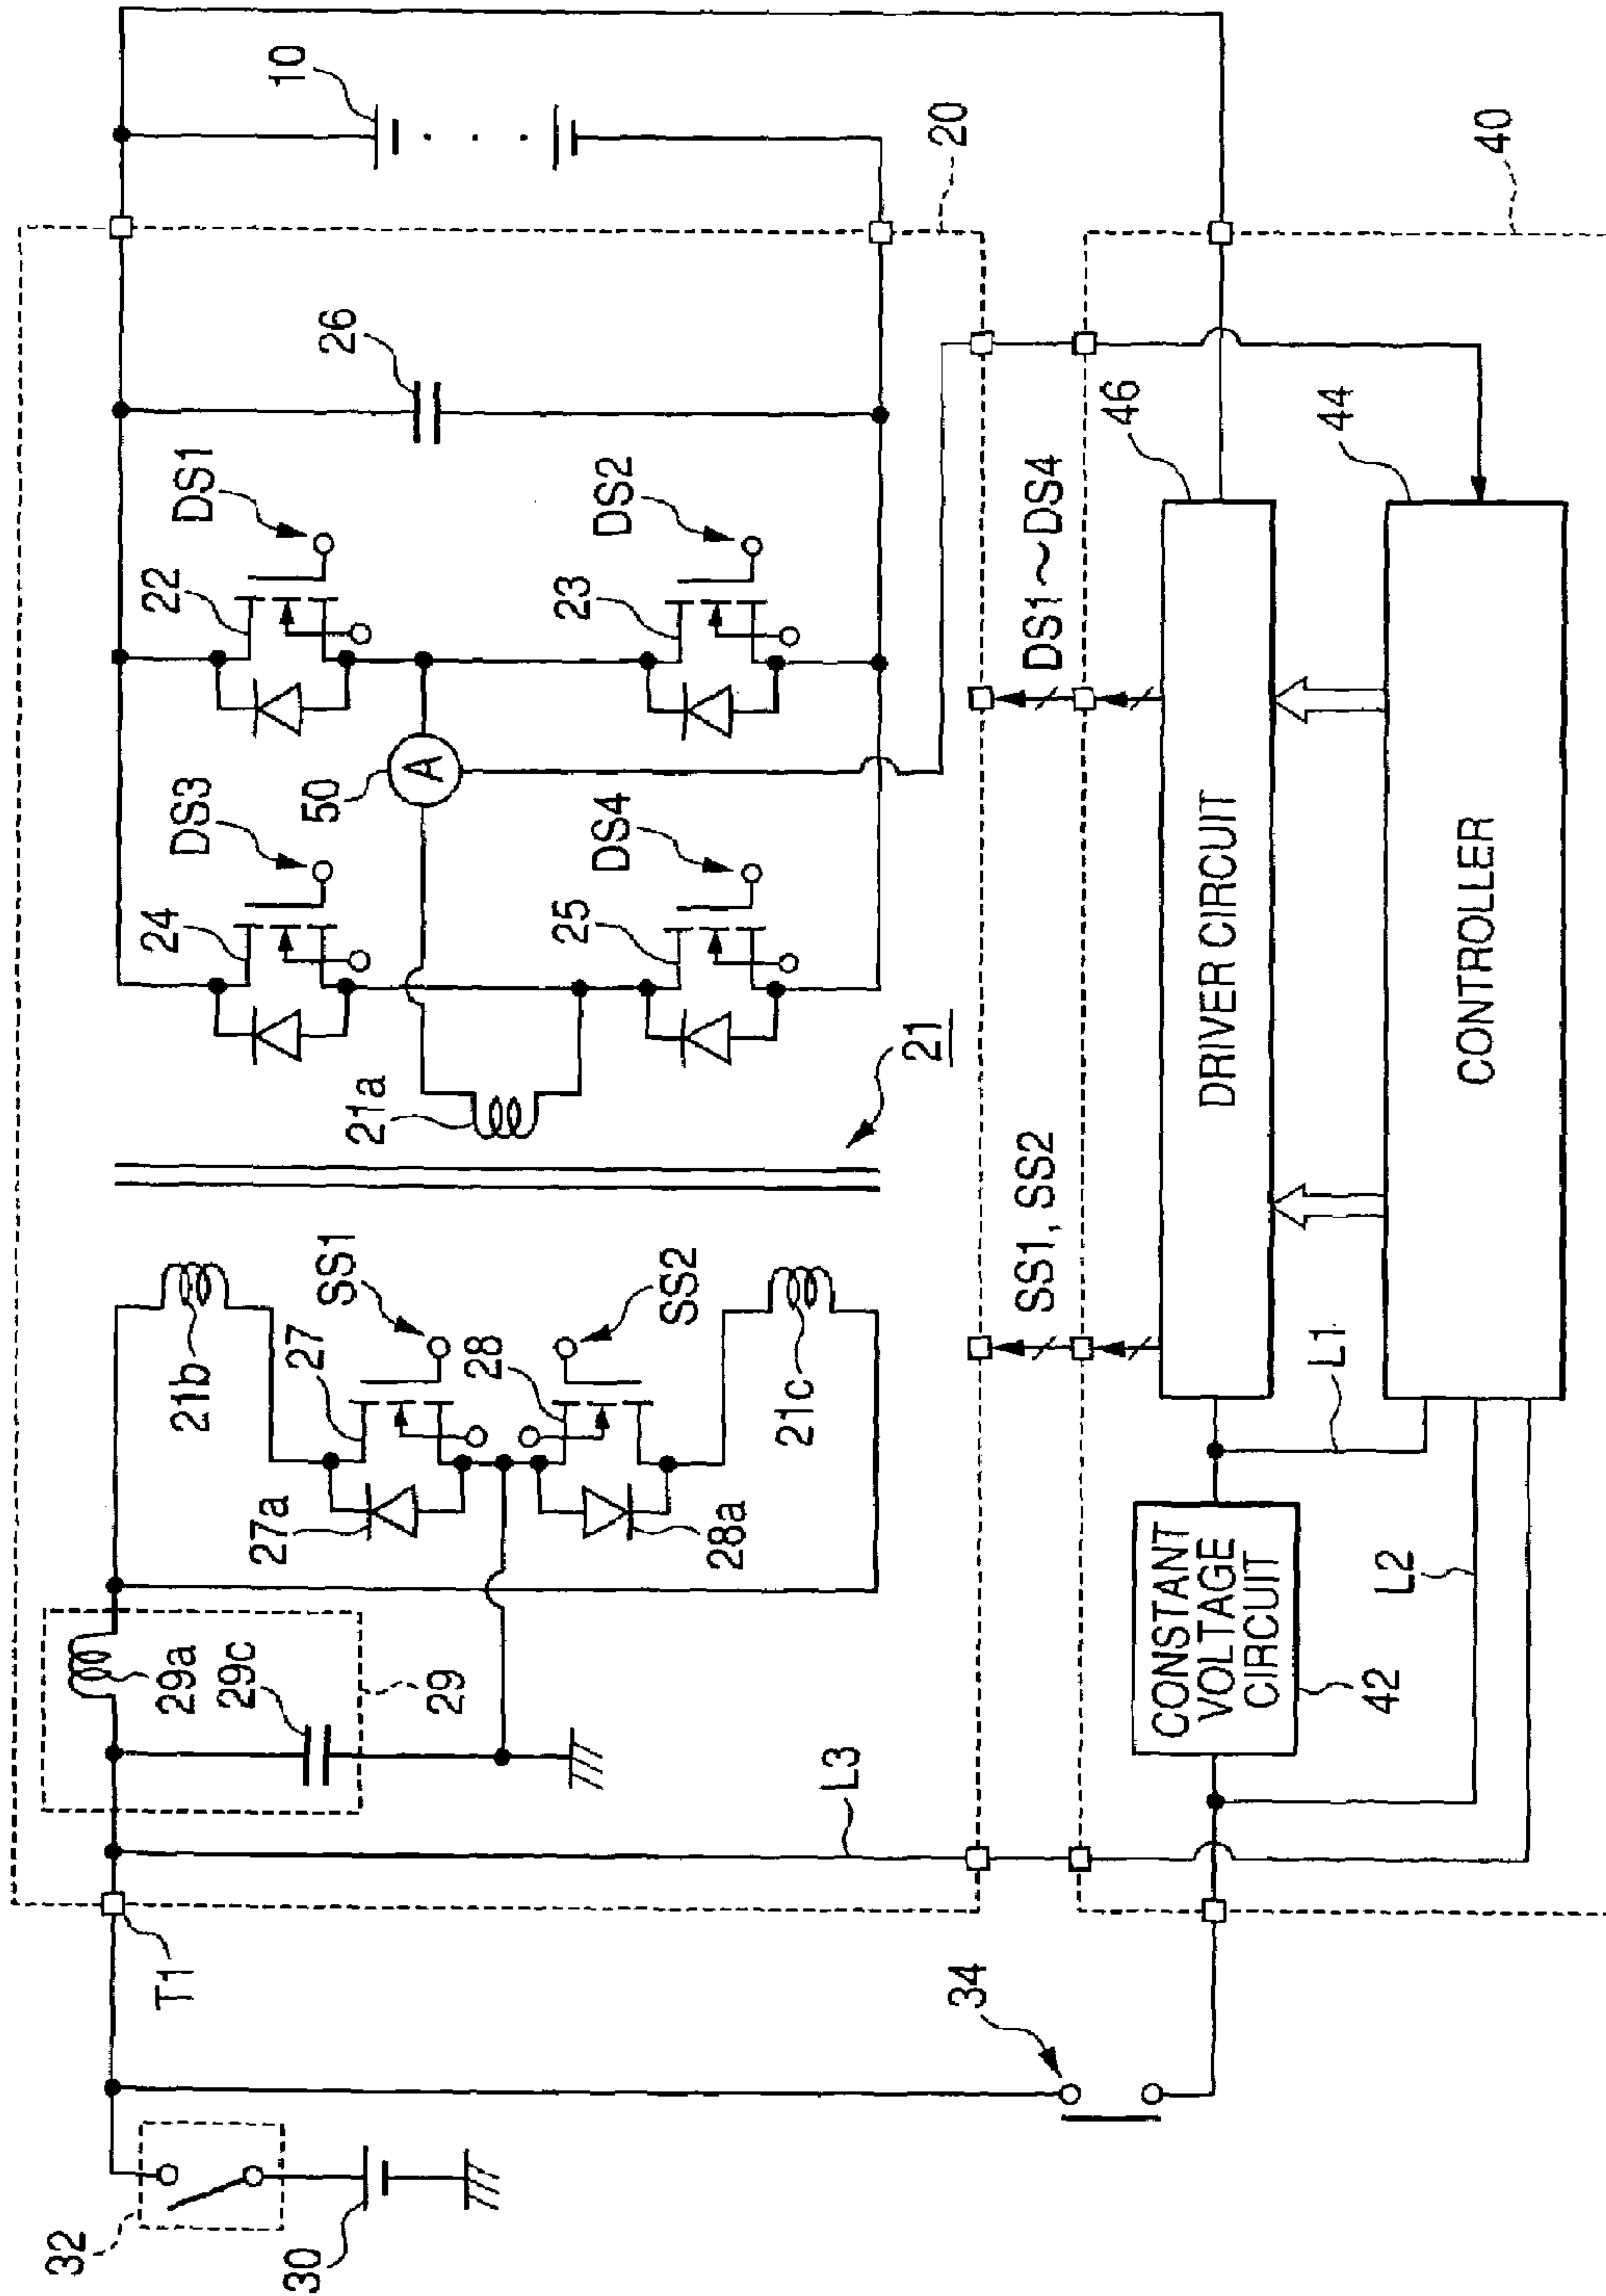 32
30
T1
34
29a
29c
29
L3
27a
28a
21b
27
28
SS1
SS2
21c
21a
21
24
DS3
25
DS4
50
A
22
DS1
23
DS2
26
10
20
SS1, SS2
DS1~DS4
40
CONSTANT
VOLTAGE
CIRCUIT
42
L2
L1
DRIVER CIRCUIT
46
CONTROLLER
44